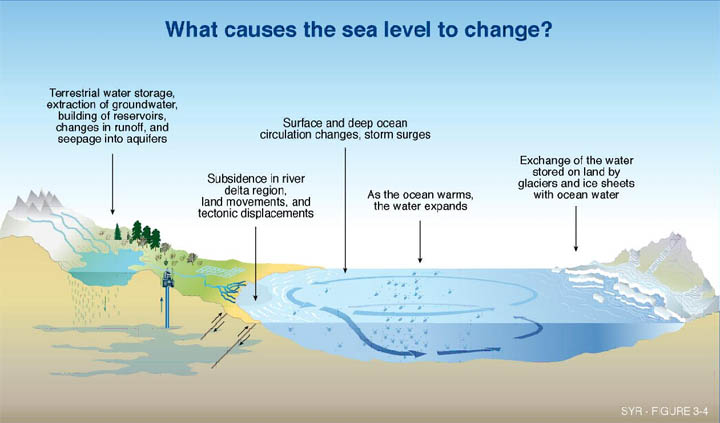 What causes the sea level to change?
Terrestrial water storage,
extraction of groundwater,
building of reservoirs,
changes in runoff, and
seepage into aquifers
Surface and deep ocean
circulation changes, storm surges
Subsidence in river
delta region,
land movements, and
tectonic displacements
As the ocean warms,
the water expands
Exchange of the water
stored on land by
glaciers and ice sheets
with ocean water
SYR - FIGURE 3-4